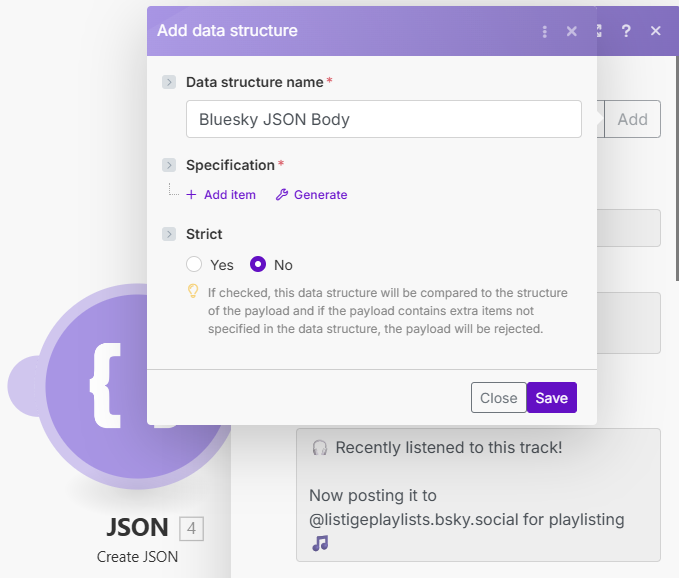 Add data structure
?
Data structure name *
Bluesky JSON Body
Add
Specification *
+ Add item Generate
Strict
Yes No
If checked, this data structure will be compared to the structure
of the payload and if the payload contains extra items not
specified in the data structure, the payload will be rejected.
Close Save
{
🎧 Recently listened to this track!
Now posting it to
@listigeplaylists.bsky.social for playlisting
🎵
JSON 4
Create JSON